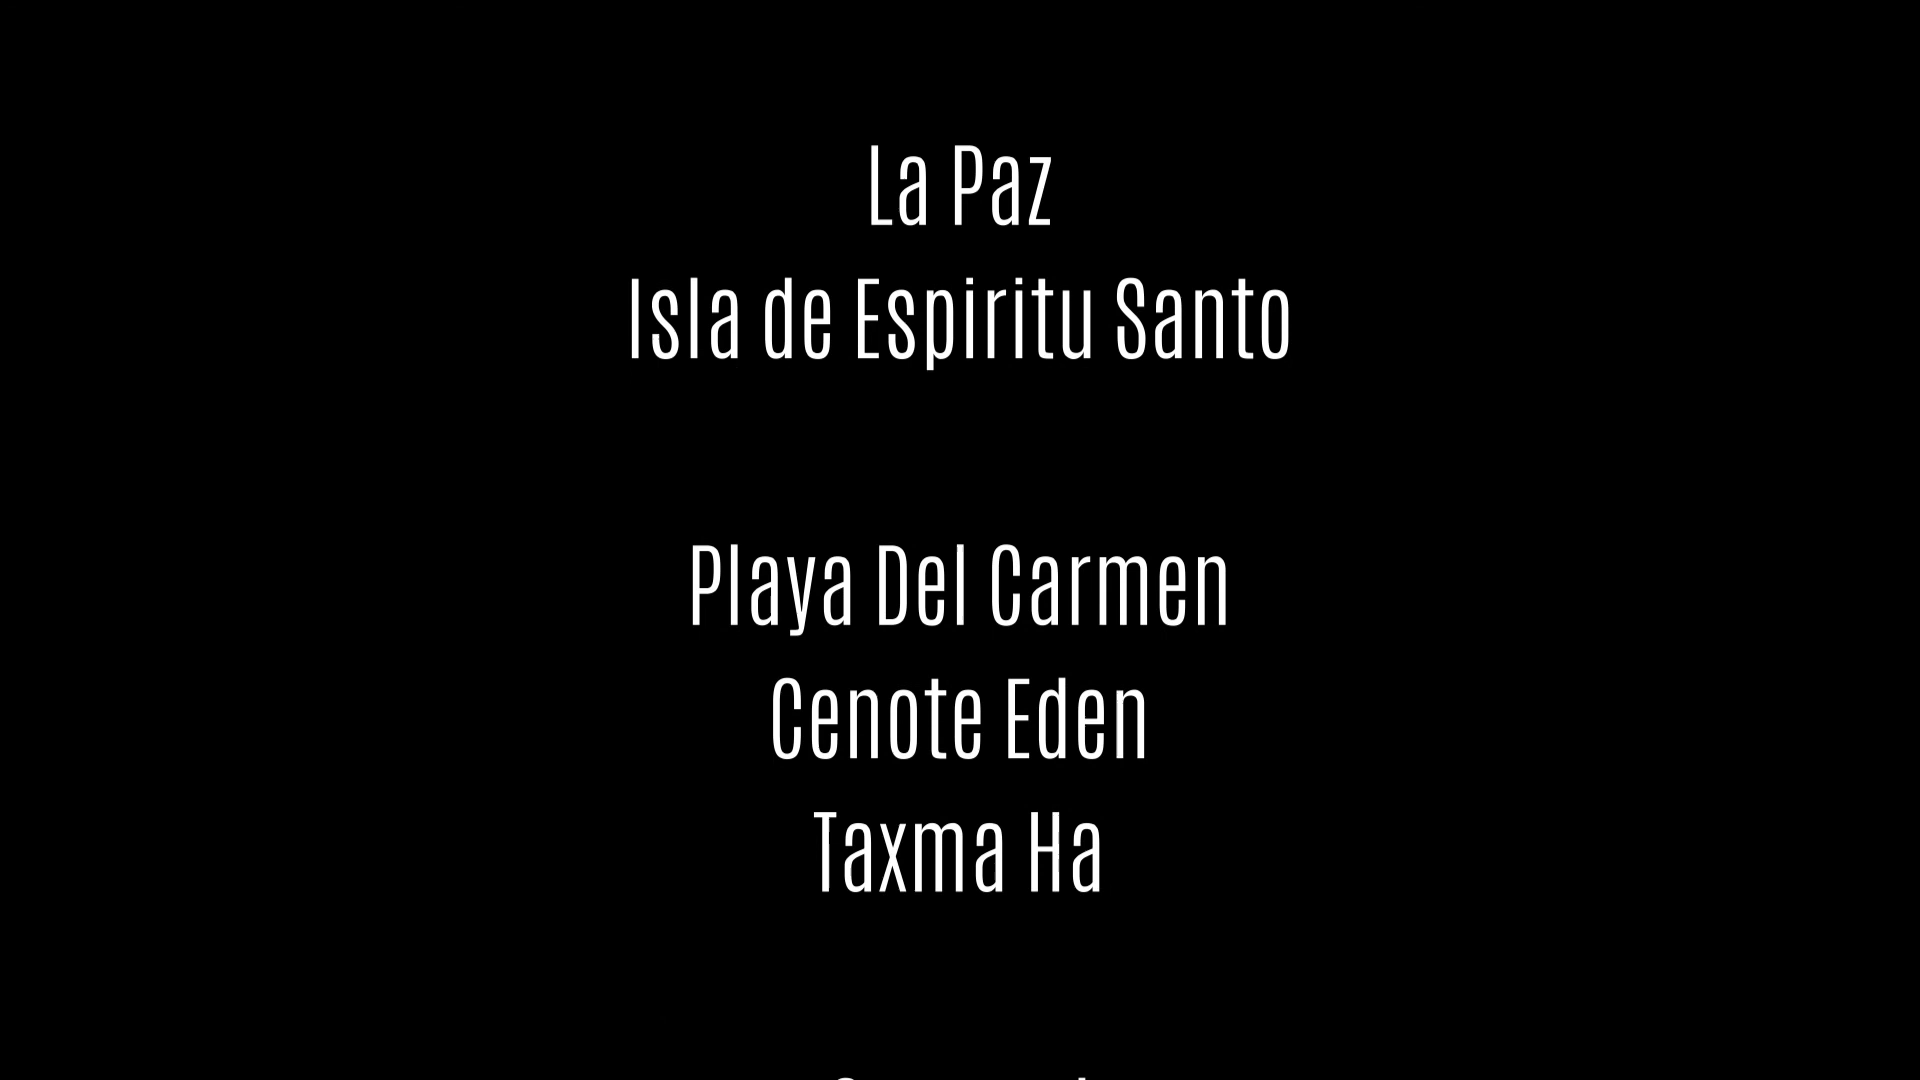 La Paz
Isla de Espiritu Santo
Playa Del Carmen
Cenote Eden
Taxma Ha